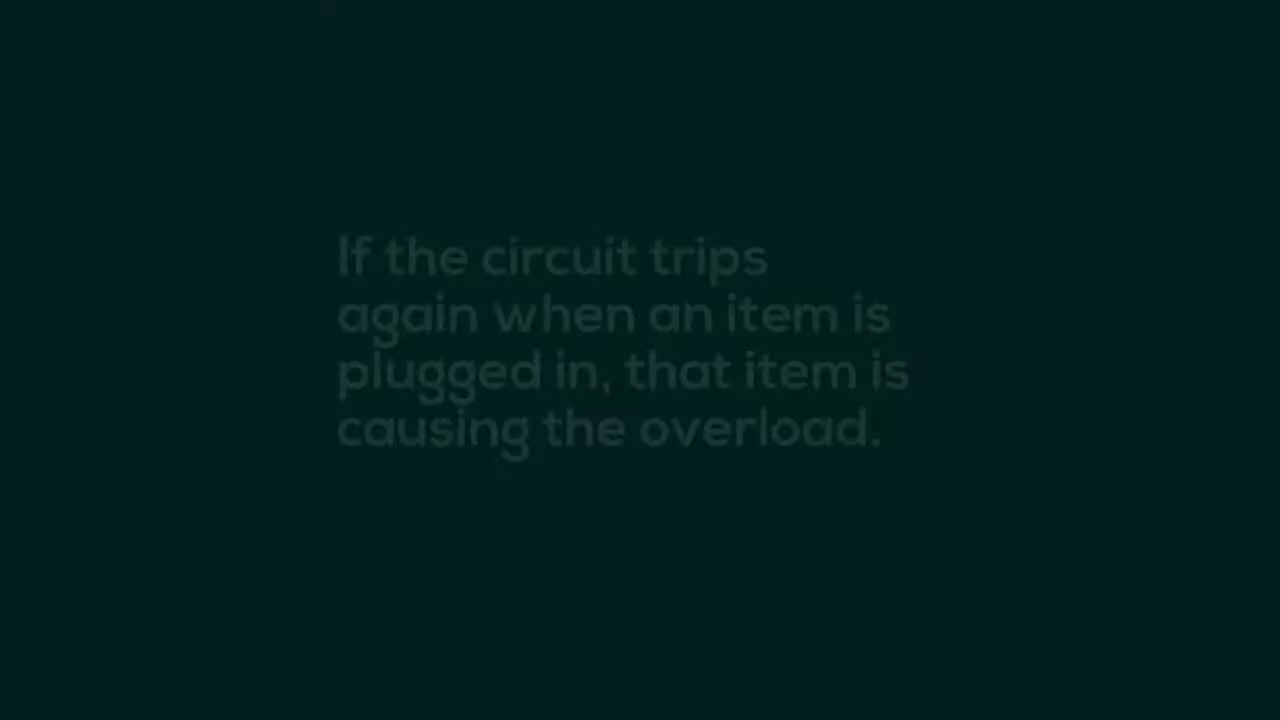 If the circuit trips
again when an item is
plugged in, that item is
causing the overload.